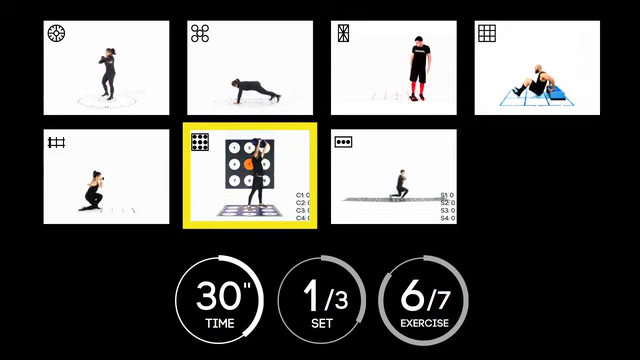 C1: 0
C2: 0
C3: 0
C4: 0
S1: 0
S2: 0
S3: 0
S4: 0
30"
TIME
1/3
SET
6/7
EXERCISE